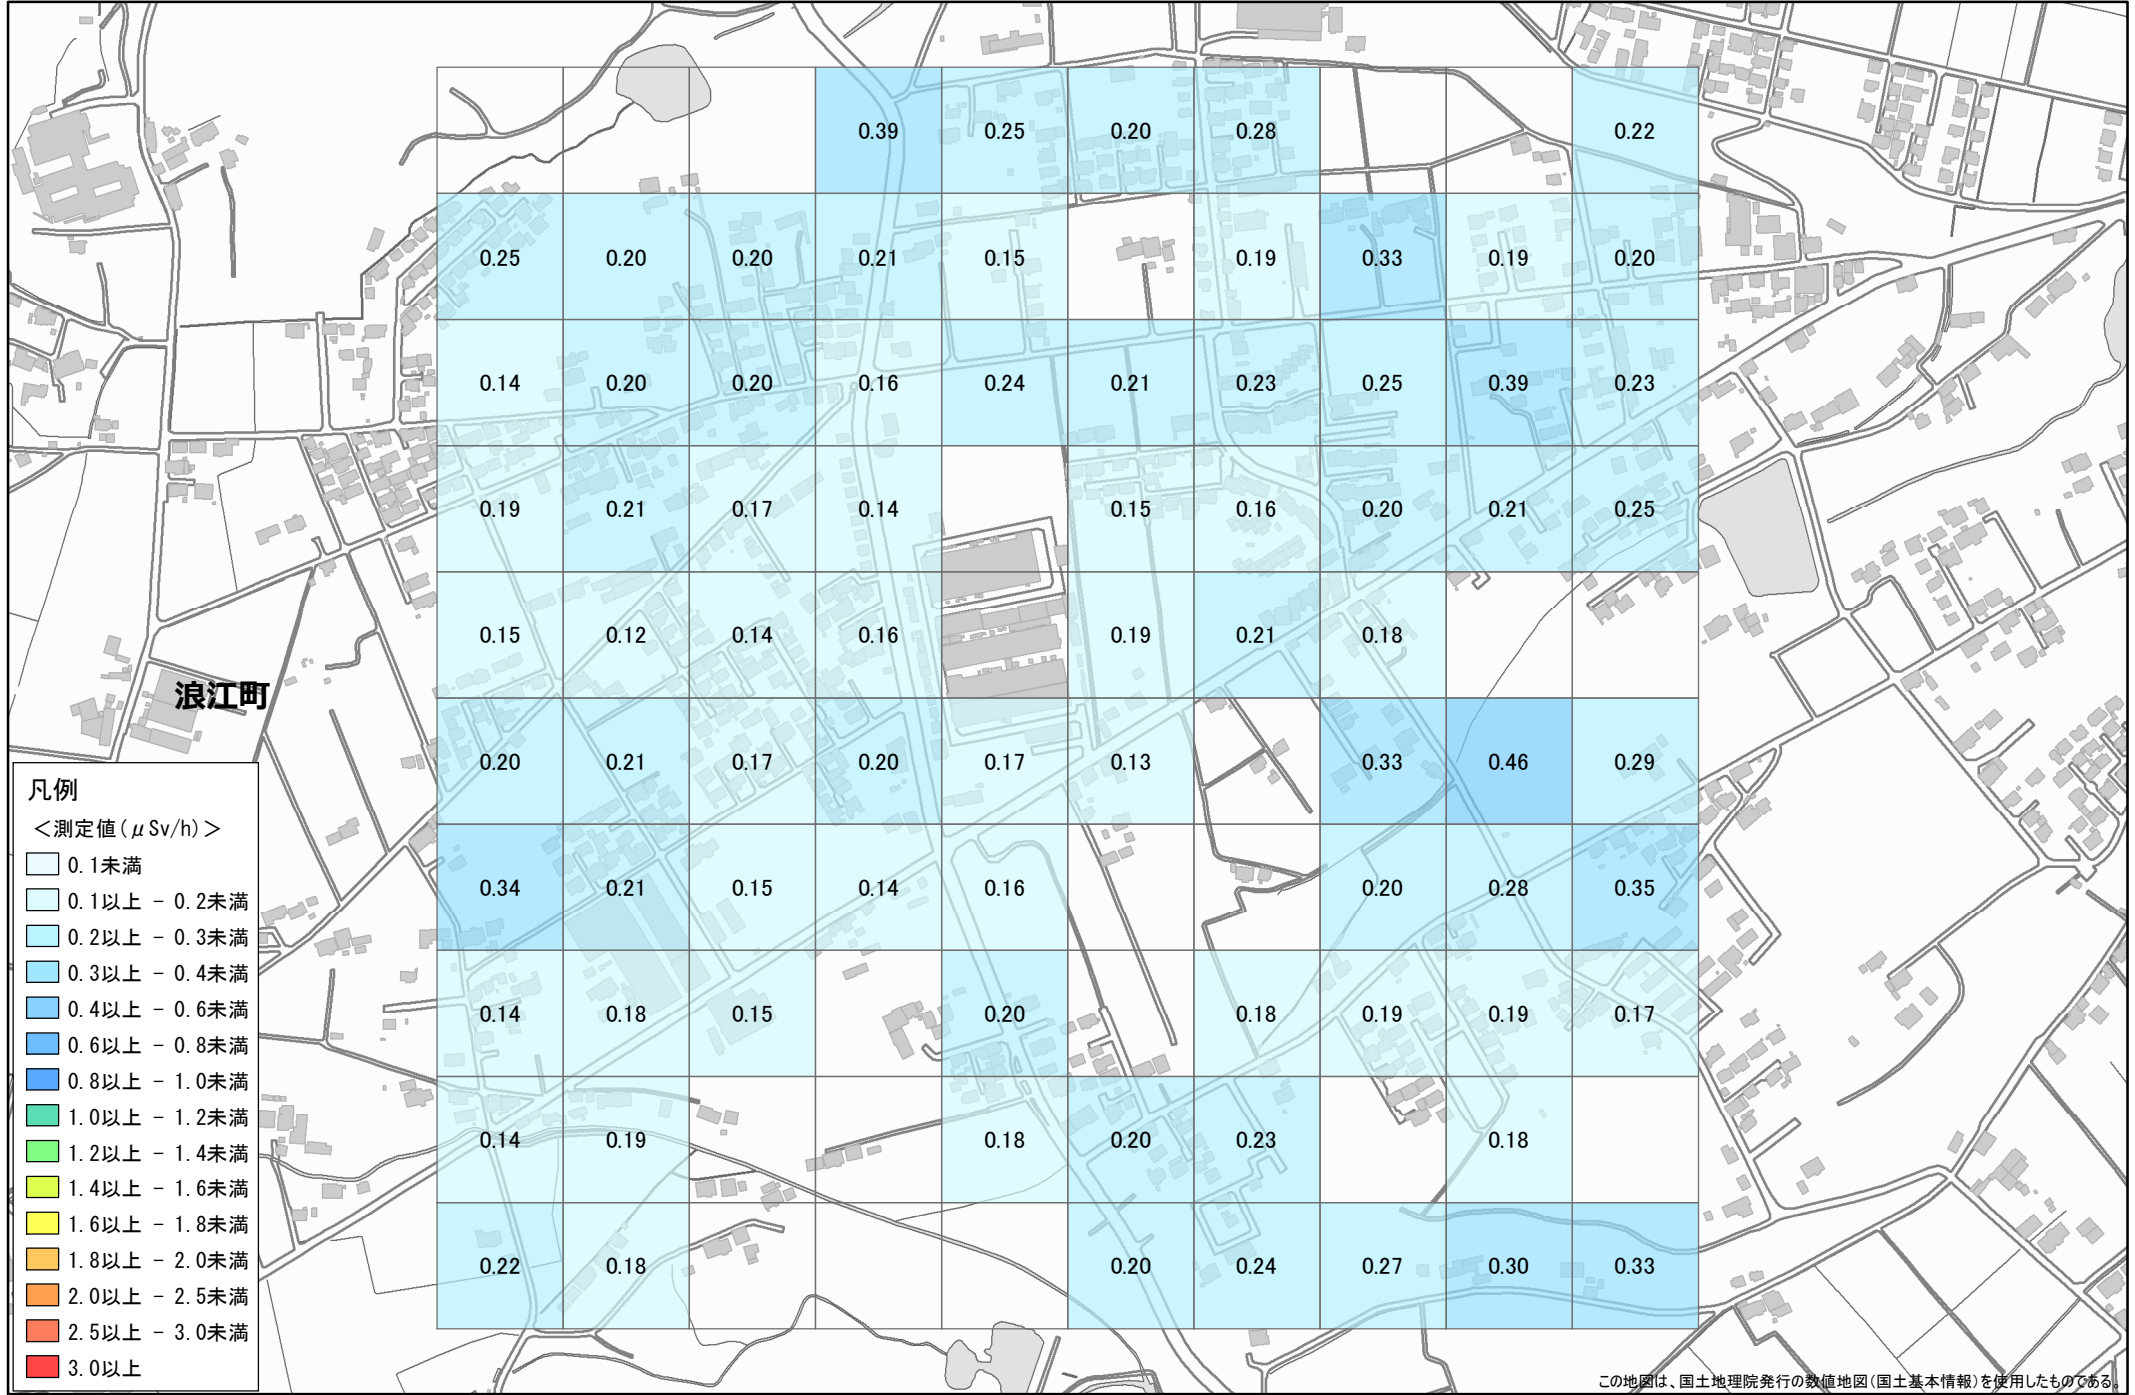 0.39 0.25 0.20 0.28 0.22
0.25 0.20 0.20 0.21 0.15 0.19 0.33 0.19 0.20
0.14 0.20 0.20 0.16 0.24 0.21 0.23 0.25 0.39 0.23
0.19 0.21 0.17 0.14 0.15 0.16 0.20 0.21 0.25
0.15 0.12 0.14 0.16 0.19 0.21 0.18
浪江町
0.20 0.21 0.17 0.20 0.17 0.13 0.33 0.46 0.29
0.34 0.21 0.15 0.14 0.16 0.20 0.28 0.35
0.14 0.18 0.15 0.20 0.18 0.19 0.19 0.17
0.14 0.19 0.18 0.20 0.23 0.18
0.22 0.18 0.20 0.24 0.27 0.30 0.33
凡例
＜測定値(μSv/h)＞
0.1未満
0.1以上 - 0.2未満
0.2以上 - 0.3未満
0.3以上 - 0.4未満
0.4以上 - 0.6未満
0.6以上 - 0.8未満
0.8以上 - 1.0未満
1.0以上 - 1.2未満
1.2以上 - 1.4未満
1.4以上 - 1.6未満
1.6以上 - 1.8未満
1.8以上 - 2.0未満
2.0以上 - 2.5未満
2.5以上 - 3.0未満
3.0以上
この地図は、国土地理院発行の数値地図(国土基本情報)を使用したものである。